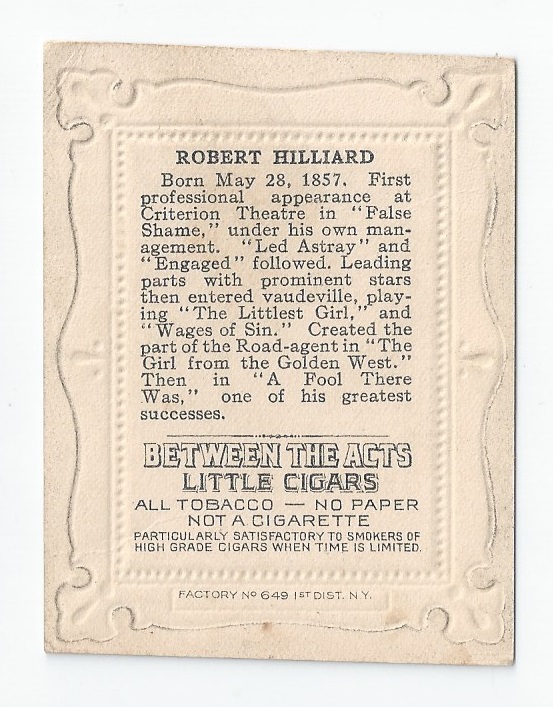 ROBERT HILLIARD
Born May 28, 1857. First
professional appearance at
Criterion Theatre in "False
Shame," under his own man-
agement. "Led Astray" and
"Engaged" followed. Leading
parts with prominent stars
then entered vaudeville, play-
ing "The Littlest Girl," and
"Wages of Sin." Created the
part of the Road-agent in "The
Girl from the Golden West."
Then in "A Fool There
Was," one of his greatest
successes.
BETWEEN THE ACTS
LITTLE CIGARS
ALL TOBACCO — NO PAPER
NOT A CIGARETTE
PARTICULARLY SATISFACTORY TO SMOKERS OF
HIGH GRADE CIGARS WHEN TIME IS LIMITED.
FACTORY No 649 1ST DIST. N.Y.